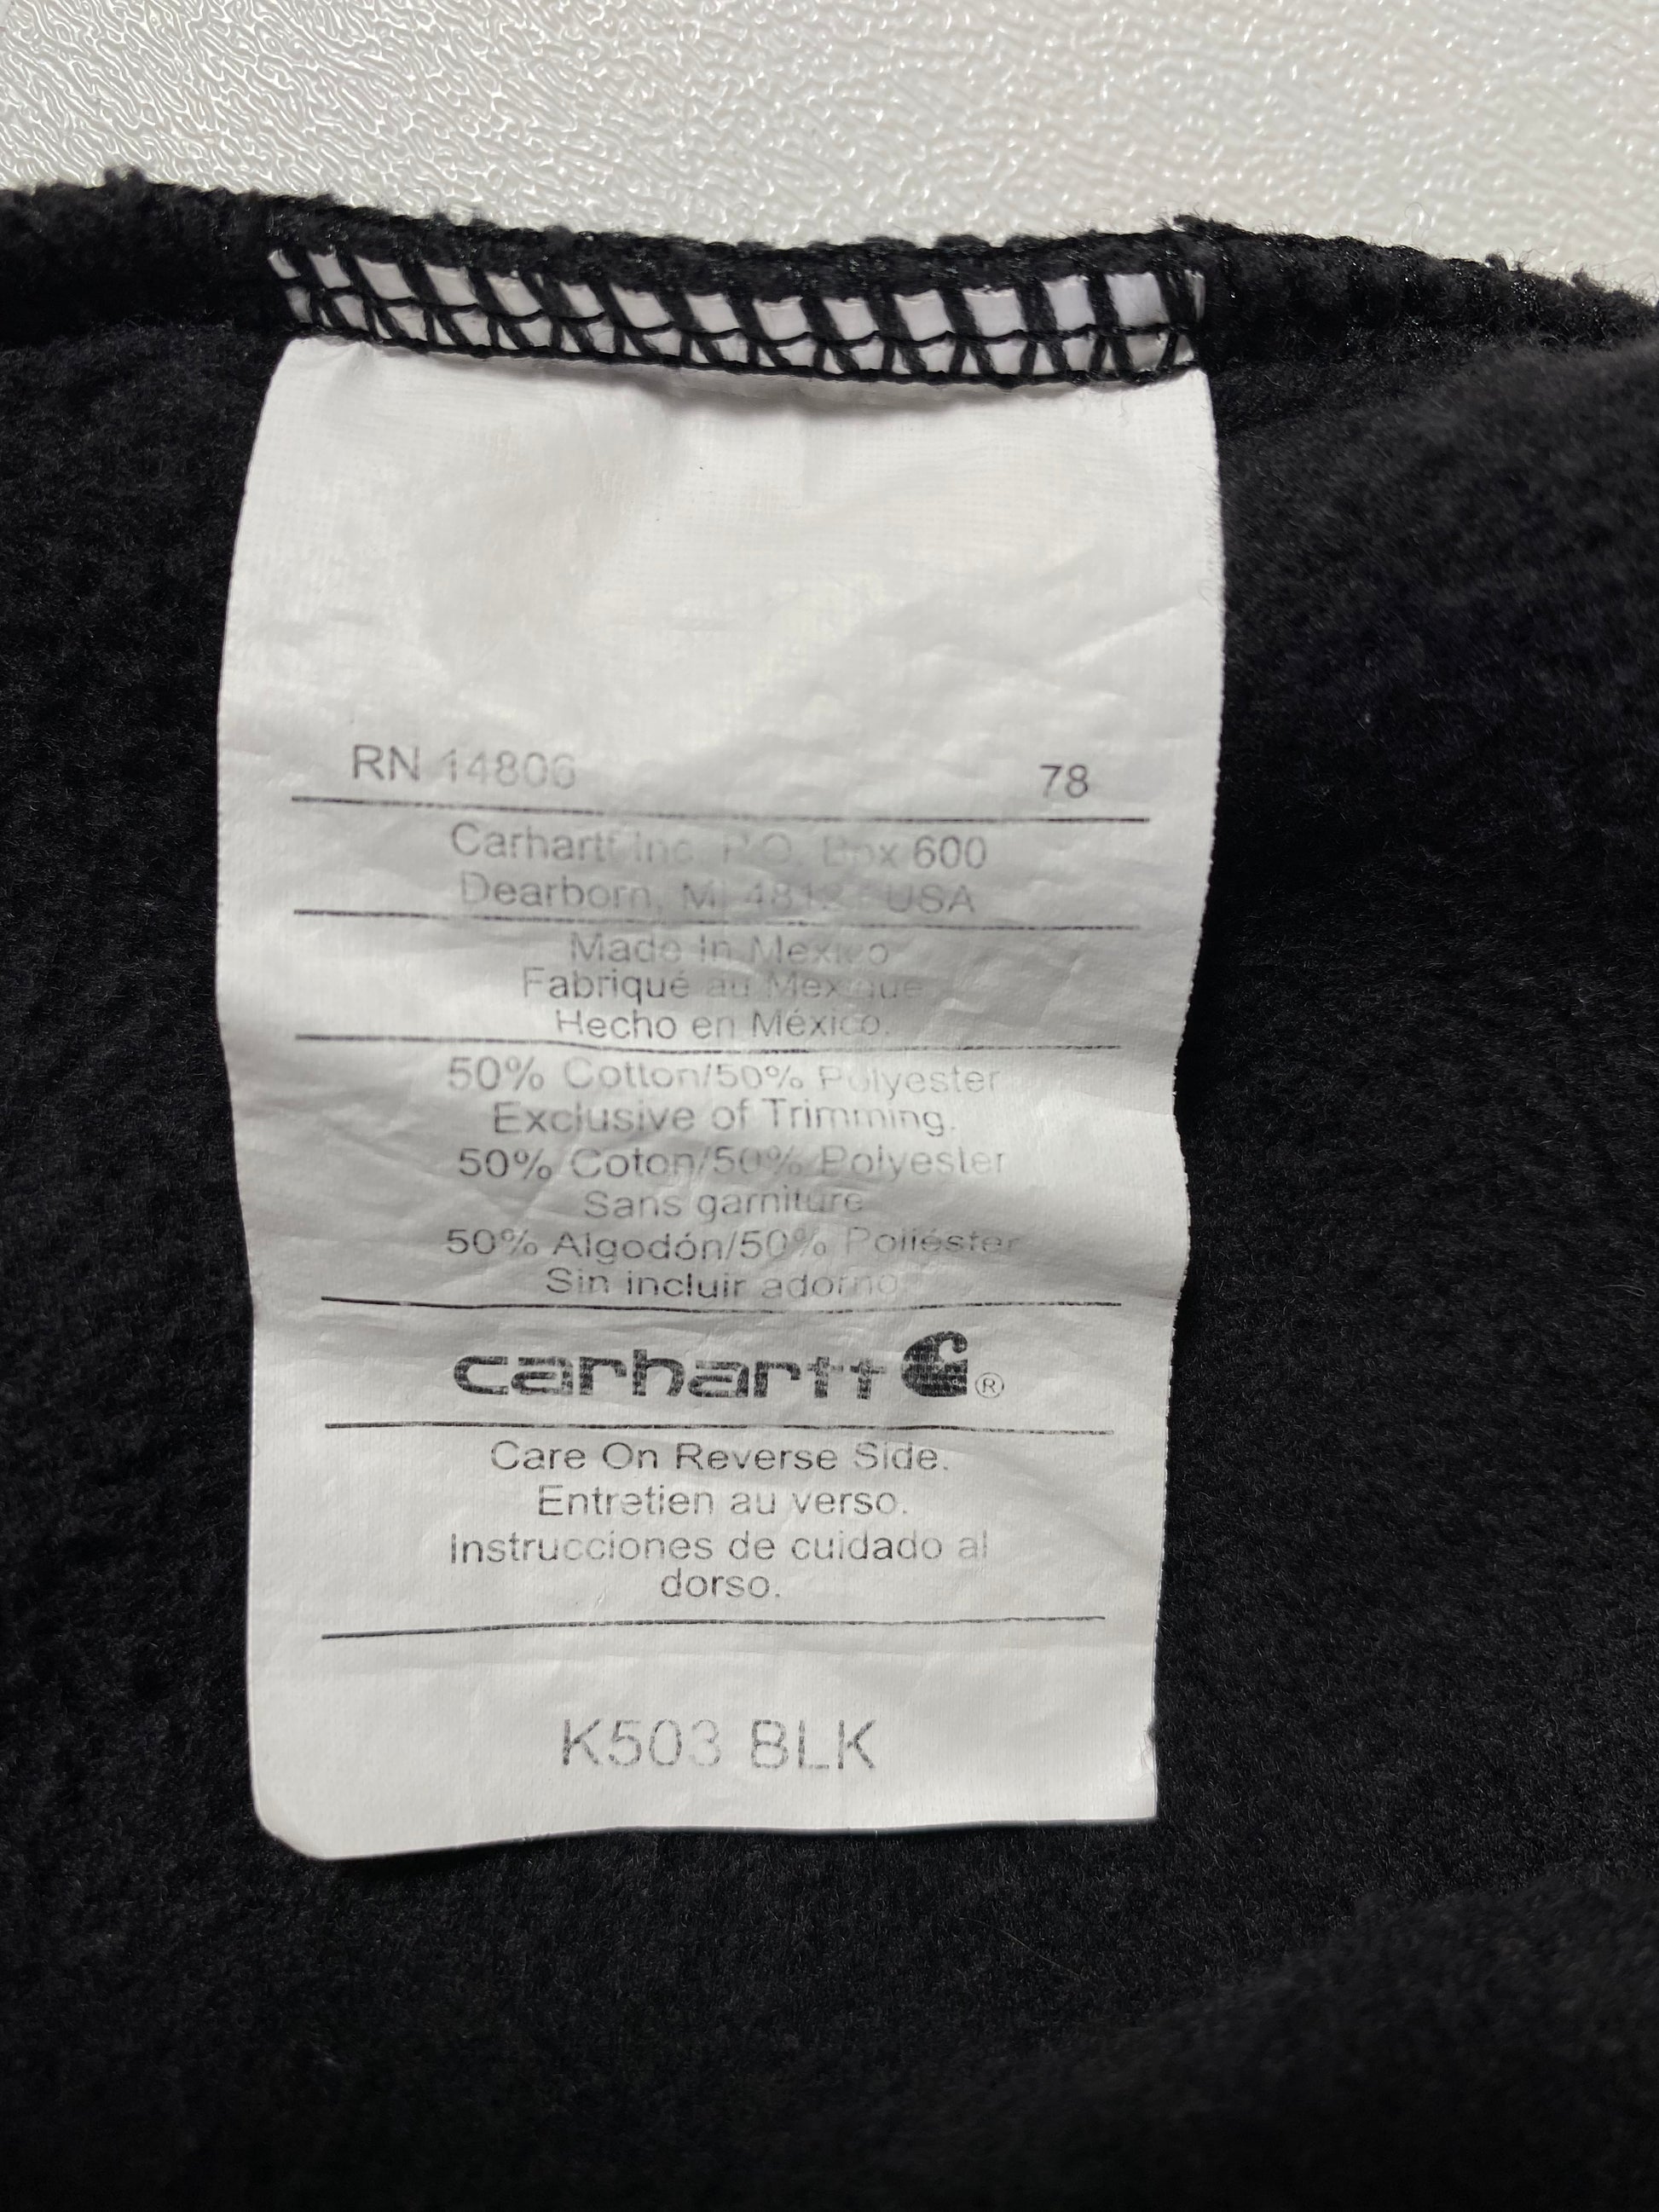 RN 14806 78
Carhartt Inc. P.O. Box 600
Dearborn, MI 48121 USA
Made In Mexico
Fabriqué au Mexique
Hecho en México.
50% Cotton/50% Polyester
Exclusive of Trimming.
50% Coton/50% Polyester
Sans garniture
50% Algodón/50% Poliéster
Sin incluir adorno
carhartt ®
Care On Reverse Side.
Entretien au verso.
Instrucciones de cuidado al
dorso.
K503 BLK